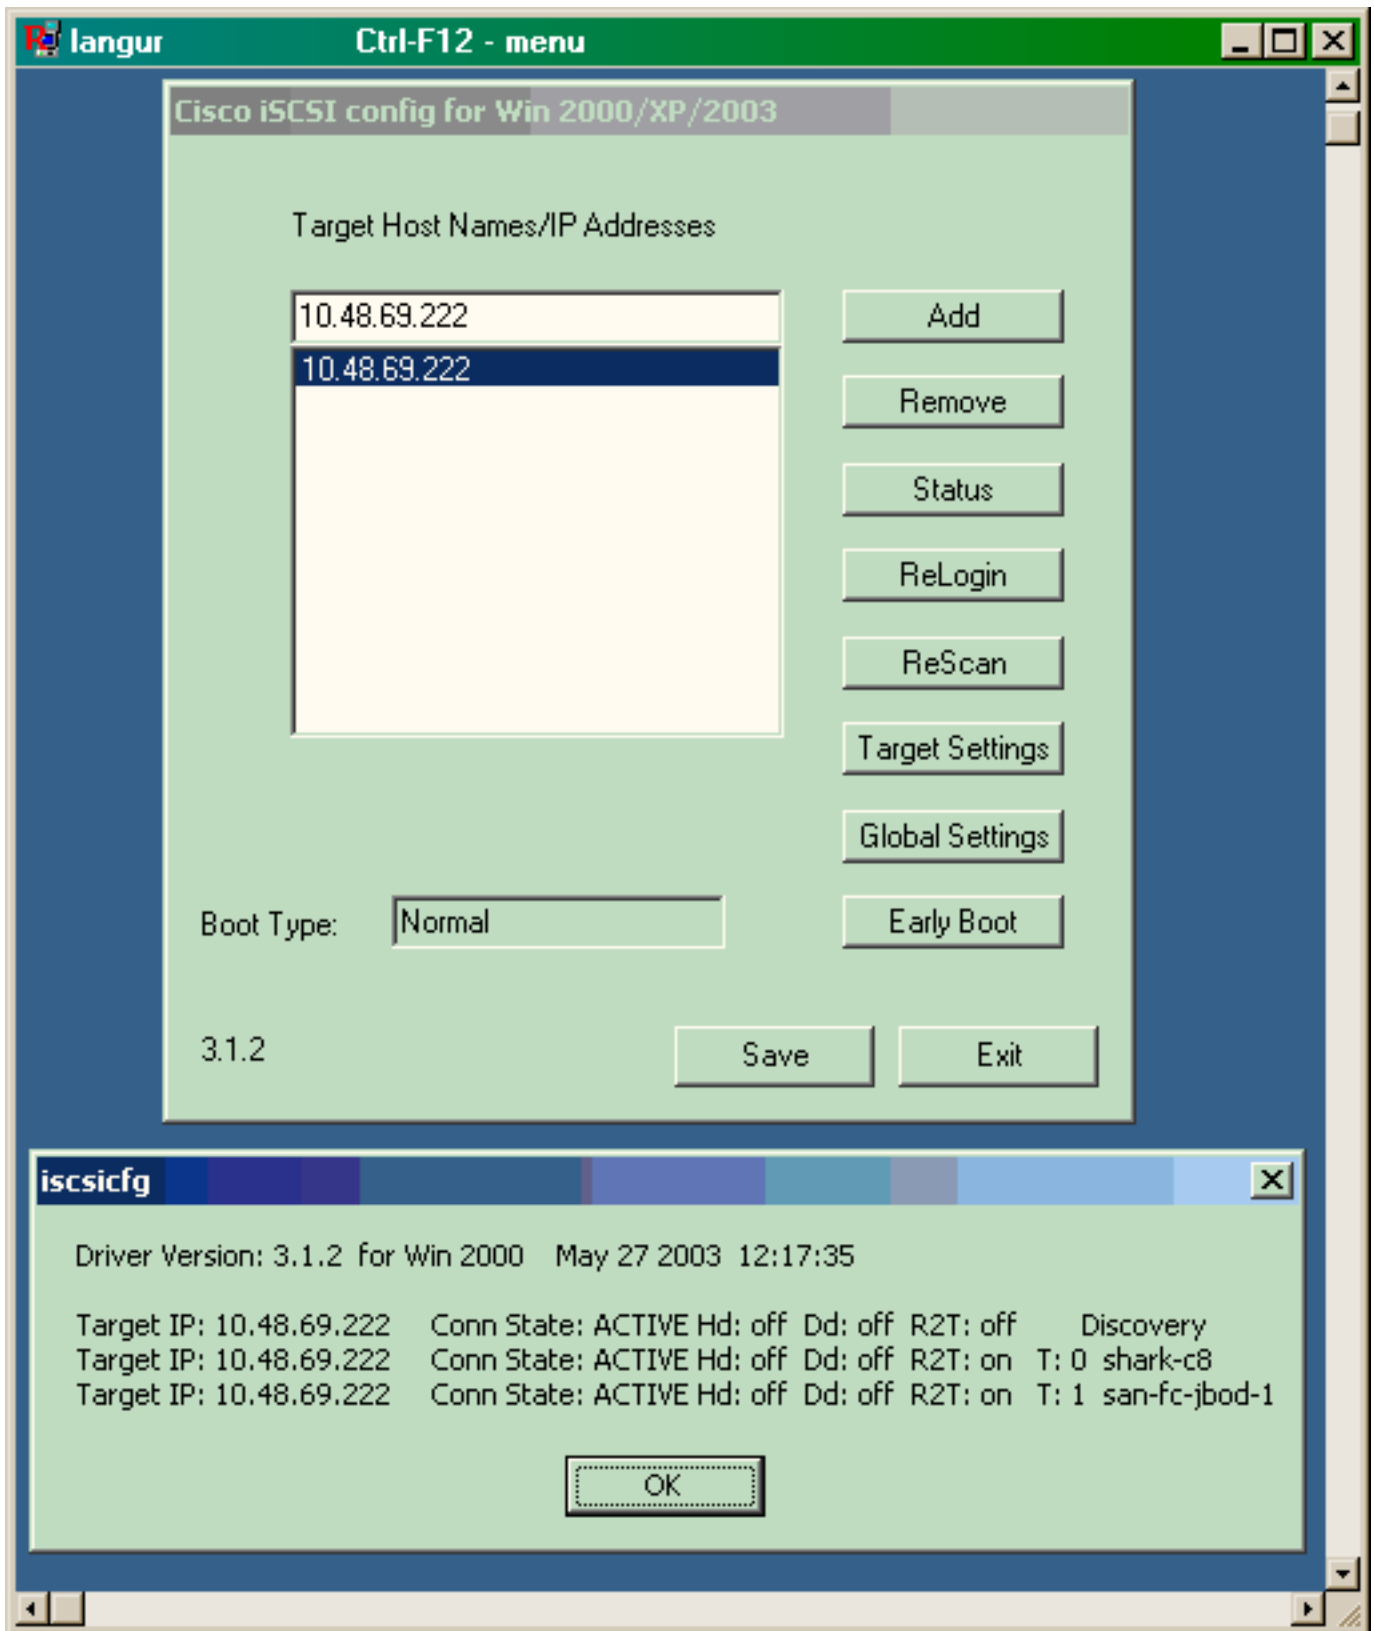 langur Ctrl-F12 - menu
Cisco iSCSI config for Win 2000/XP/2003
Target Host Names/IP Addresses
10.48.69.222
Add
10.48.69.222
Remove
Status
ReLogin
ReScan
Target Settings
Global Settings
Boot Type: Normal
Early Boot
3.1.2
Save
Exit
iscsicfg
Driver Version: 3.1.2 for Win 2000 May 27 2003 12:17:35
Target IP: 10.48.69.222 Conn State: ACTIVE Hd: off Dd: off R2T: off Discovery
Target IP: 10.48.69.222 Conn State: ACTIVE Hd: off Dd: off R2T: on T: 0 shark-c8
Target IP: 10.48.69.222 Conn State: ACTIVE Hd: off Dd: off R2T: on T: 1 san-fc-jbod-1
OK